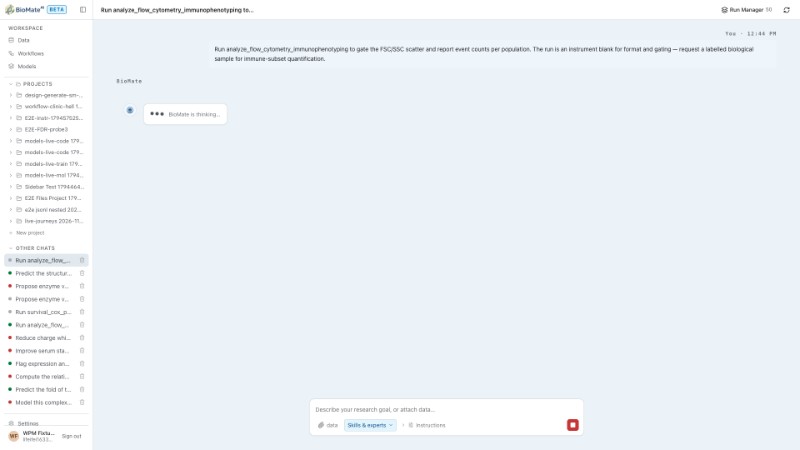 BioMate
BETA
Run analyze_flow_cytometry_immunophenotyping to...
Run Manager 50
WORKSPACE
Data
Workflows
Models
PROJECTS
design-generate-sm-...
workflow-clinic-hell 1...
E2E-FDR-probe3
models-live-code 179...
models-live-code 179...
models-live-train 179...
models-live-mol 1794...
Sidebar Test 1794464...
E2E Files Project 179...
e2e jsonl nested 202...
live-journeys 2026-11...
New project
OTHER CHATS
Run analyze_flow_...
Predict the structur...
Propose enzyme v...
Propose enzyme v...
Run survival_cox_p...
Run analyze_flow_...
Reduce charge whi...
Improve serum sta...
Flag expression an...
Compute the relati...
Predict the fold of t...
Model this complex...
Settings
WPM Fixtu...
Sign out
You · 12:44 PM
Run analyze_flow_cytometry_immunophenotyping to gate the FSC/SSC scatter and report event counts per population. The run is an instrument blank for format and gating — request a labelled biological
sample for immune-subset quantification.
BioMate
BioMate is thinking...
Describe your research goal, or attach data...
data
Skills & experts
Instructions